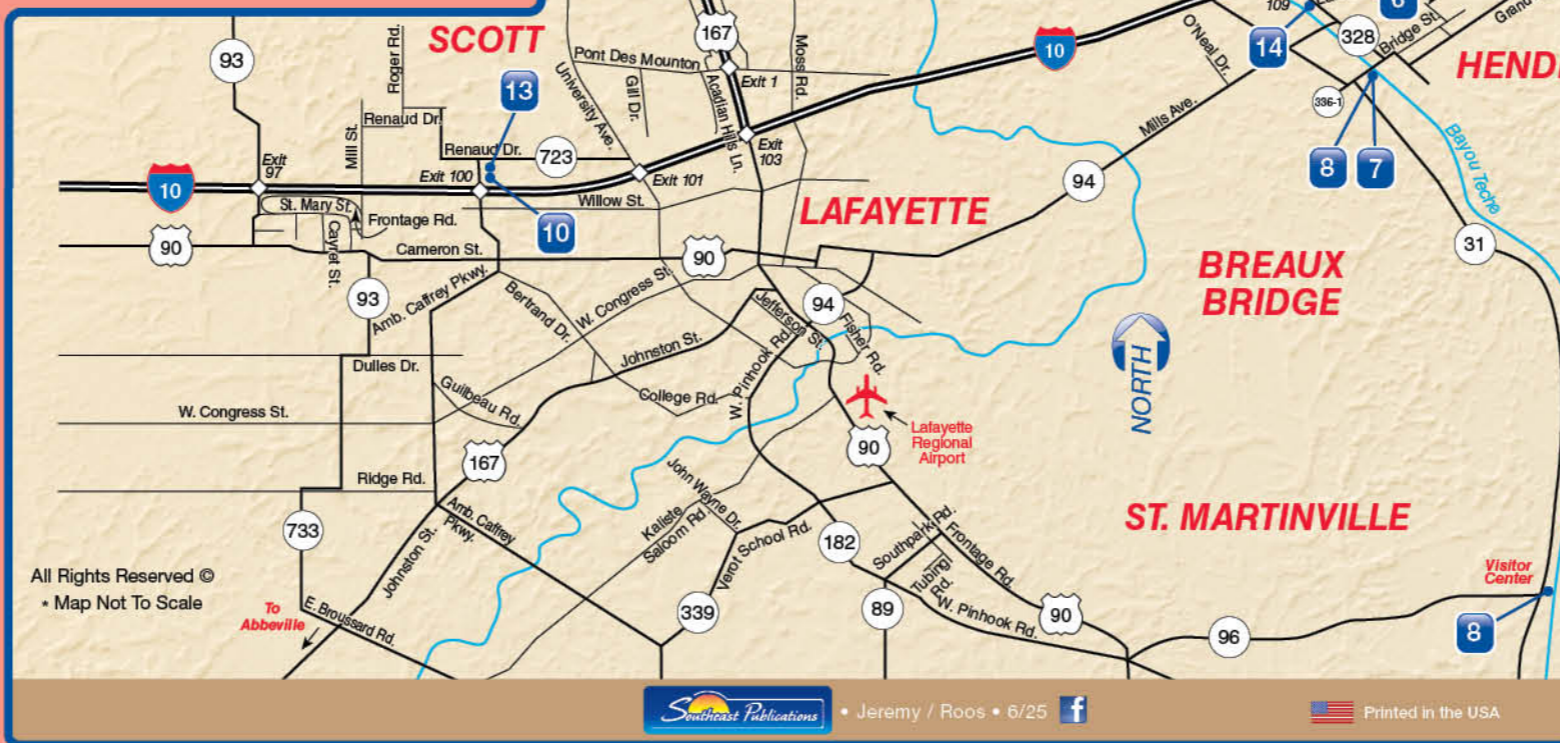 93
Roger Rd.
SCOTT
167
Moss Rd.
10
O'Neal Dr.
109
14
328
6
Bridge St.
Grand
HEND
Pont Des Mounton
Exit 1
University Ave.
Gill Dr.
Acadian Hills Ln.
13
Renaud Dr.
Mill St.
Renaud Dr.
723
Exit
103
336-1
Mills Ave.
Bayou Teche
Exit
97
10
Exit 100
Exit 101
8
7
94
St. Mary St.
Frontage Rd.
Willow St.
LAFAYETTE
90
Cayret St.
Cameron St.
10
90
31
BREAUX
BRIDGE
93
Amb. Caffrey Pkwy.
Bertrand Dr.
W. Congress St.
94
Jefferson St.
Fisher Rd.
NORTH
Dulles Dr.
Johnston St.
W. Pinhook Rd.
Guilbeau Rd.
College Rd.
W. Congress St.
Lafayette
Regional
Airport
90
167
Ridge Rd.
John Wayne Dr.
Kaliste
Saloom Rd.
Amb. Caffrey
Pkwy.
ST. MARTINVILLE
733
Johnston St.
Verot School Rd.
182
Southpark Rd.
Frontage Rd.
Tubingl
Rd.
All Rights Reserved ©
* Map Not To Scale
To
Abbeville
E. Broussard Rd.
339
89
W. Pinhook Rd.
90
96
Visitor
Center
8
Southeast Publications • Jeremy / Roos • 6/25 f
Printed in the USA